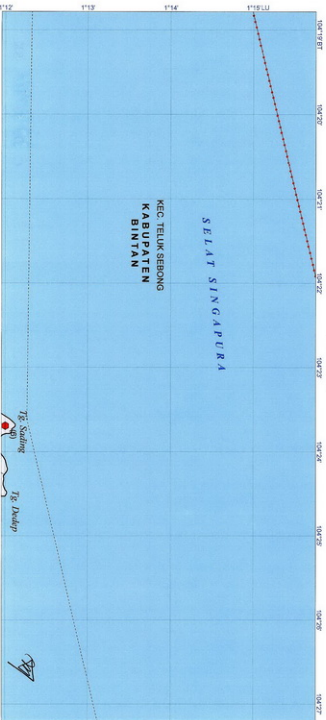 104°19'BT
104°20'
104°21'
104°22'
104°23'
104°24'
104°25'
104°26'
104°27'
1°15'LU
SELAT SINGAPURA
1°14'
KEC. TELUK SEBONG
KABUPATEN
BINTAN
1°13'
Tg. Sading
Tg. Dedep
1°12'